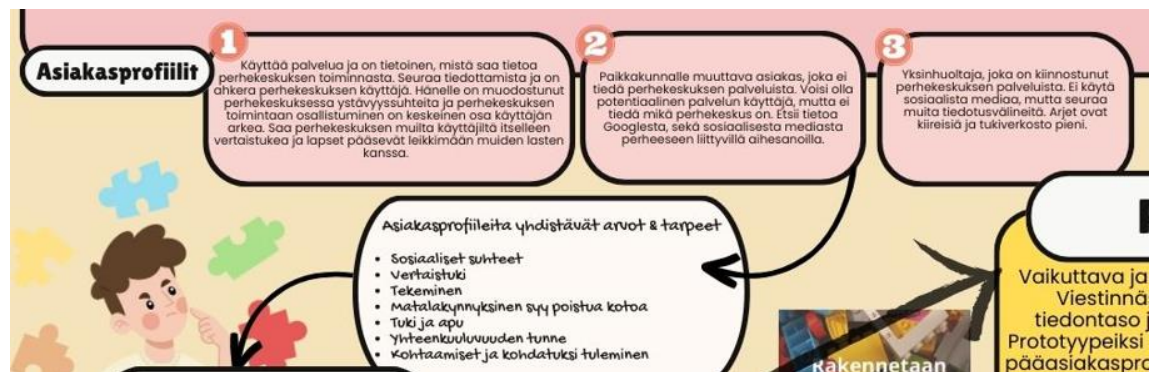 Asiakasprofiilit
1
Käyttää palvelua ja on tietoinen, mistä saa tietoa
perhekeskuksen toiminnasta. Seuraa tiedottamista ja on
ahkera perhekeskuksen käyttäjä. Hänelle on muodostunut
perhekeskuksessa ystävyyssuhteita ja perhekeskuksen
toimintaan osallistuminen on keskeinen osa käyttäjän
arkea. Saa perhekeskuksen muilta käyttäjiltä itselleen
vertaistukea ja lapset pääsevät leikkimään muiden lasten
kanssa.
2
Paikkakunnalle muuttava asiakas, joka ei
tiedä perhekeskuksen palveluista. Voisi olla
potentiaalinen palvelun käyttäjä, mutta ei
tiedä mikä perhekeskus on. Etsii tietoa
Googlesta, sekä sosiaalisesta mediasta
perheeseen liittyvillä aihesanoilla.
3
Yksinhuoltaja, joka on kiinnostunut
perhekeskuksen palveluista. Ei käytä
sosiaalista mediaa, mutta seuraa
muita tiedotusvälineitä. Arjet ovat
kiireisiä ja tukiverkosto pieni.
Asiakasprofiileita yhdistävät arvot & tarpeet
• Sosiaaliset suhteet
• Vertaistuki
• Tekeminen
• Matalakynnyksinen syy poistua kotoa
• Tuki ja apu
• Yhteenkuuluvuuden tunne
• Kohtaamiset ja kohdatuksi tuleminen
Rakennetaan
Vaikuttava ja
Viestinnäs
tiedontaso j
Prototyypeiksi
pääasiakaspro